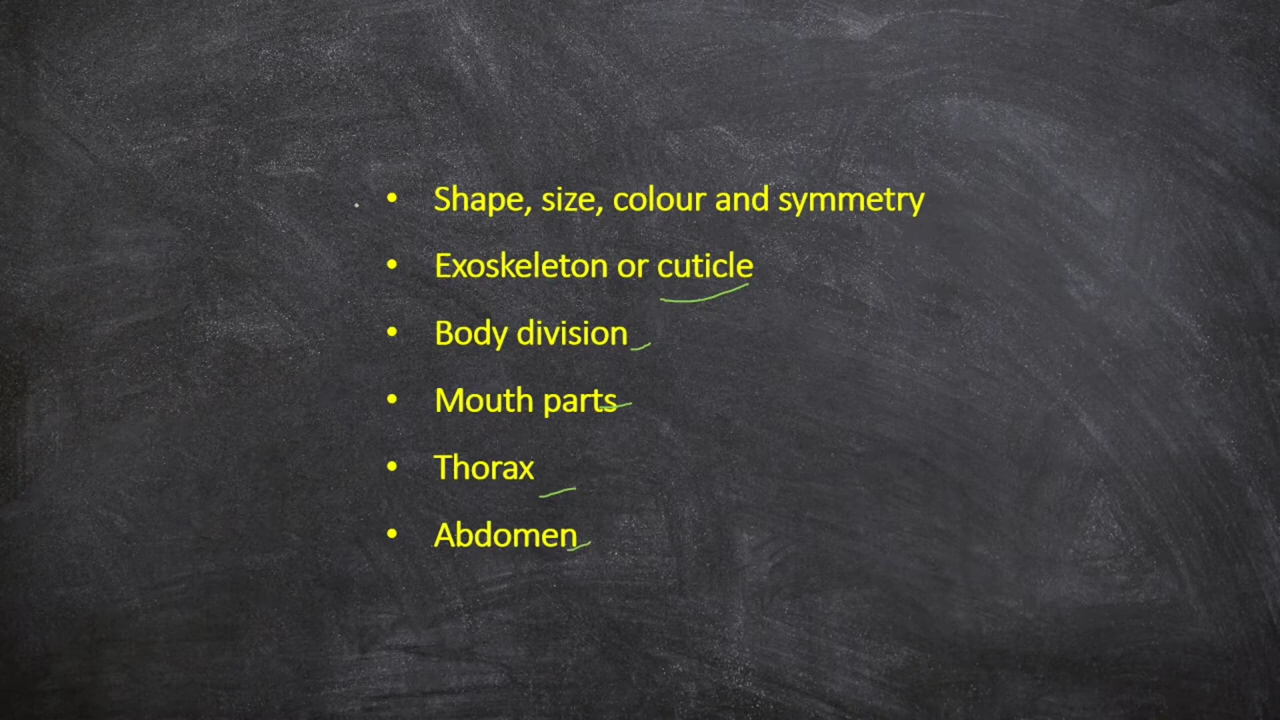 • Shape, size, colour and symmetry
• Exoskeleton or cuticle
• Body division
• Mouth parts
• Thorax
• Abdomen